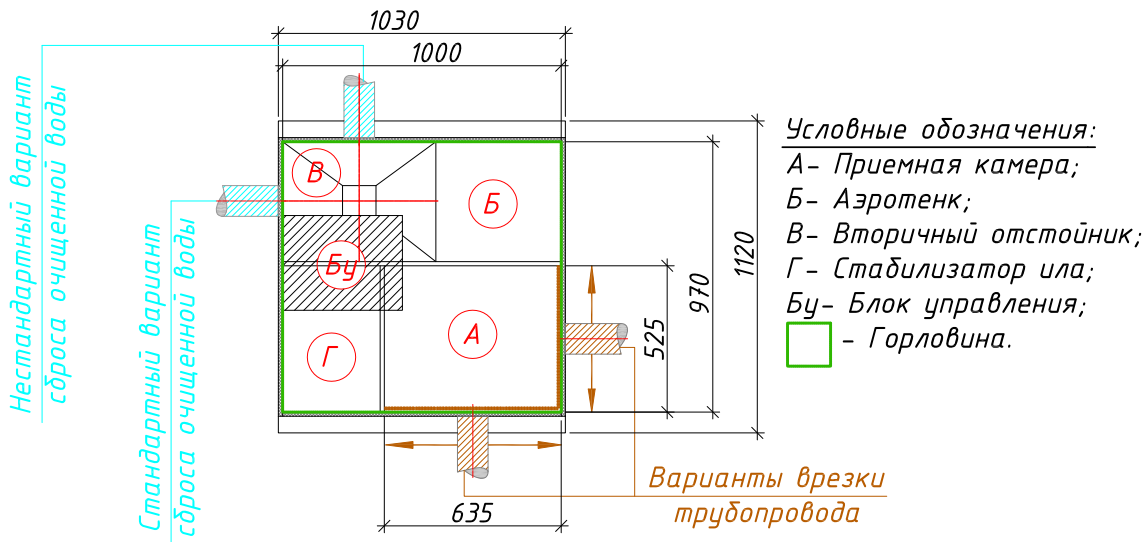 1030
1000
Нестандартный вариант
сброса очищенной воды
Стандартный вариант
сброса очищенной воды
В
Б
Бу
А
Г
525
970
1120
635
Варианты врезки
трубопровода
Условные обозначения:
А- Приемная камера;
Б- Аэротенк;
В- Вторичный отстойник;
Г- Стабилизатор ила;
Бу- Блок управления;
- Горловина.